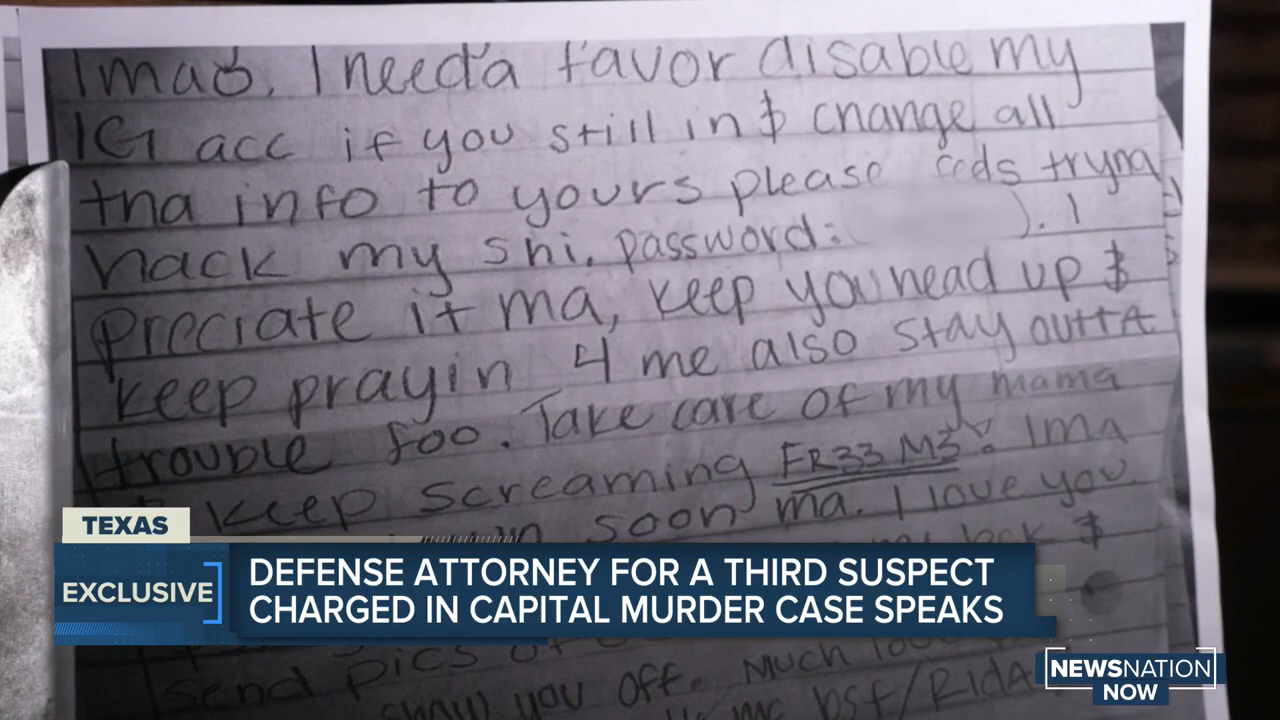 lmao. I need a favor disable my
IG acc if you still in $ change all
tha info to yours please feds tryna
hack my shi. password: ). I
preciate it ma, keep you head up $
keep prayin 4 me also stay outtA
trouble foo. Take care of my mama
keep screaming FR33 M3! Ima
soon ma. I love you
back $
send pics of
show you off. Much
bsf/RIdA
TEXAS
EXCLUSIVE
DEFENSE ATTORNEY FOR A THIRD SUSPECT
CHARGED IN CAPITAL MURDER CASE SPEAKS
NEWSNATION
NOW